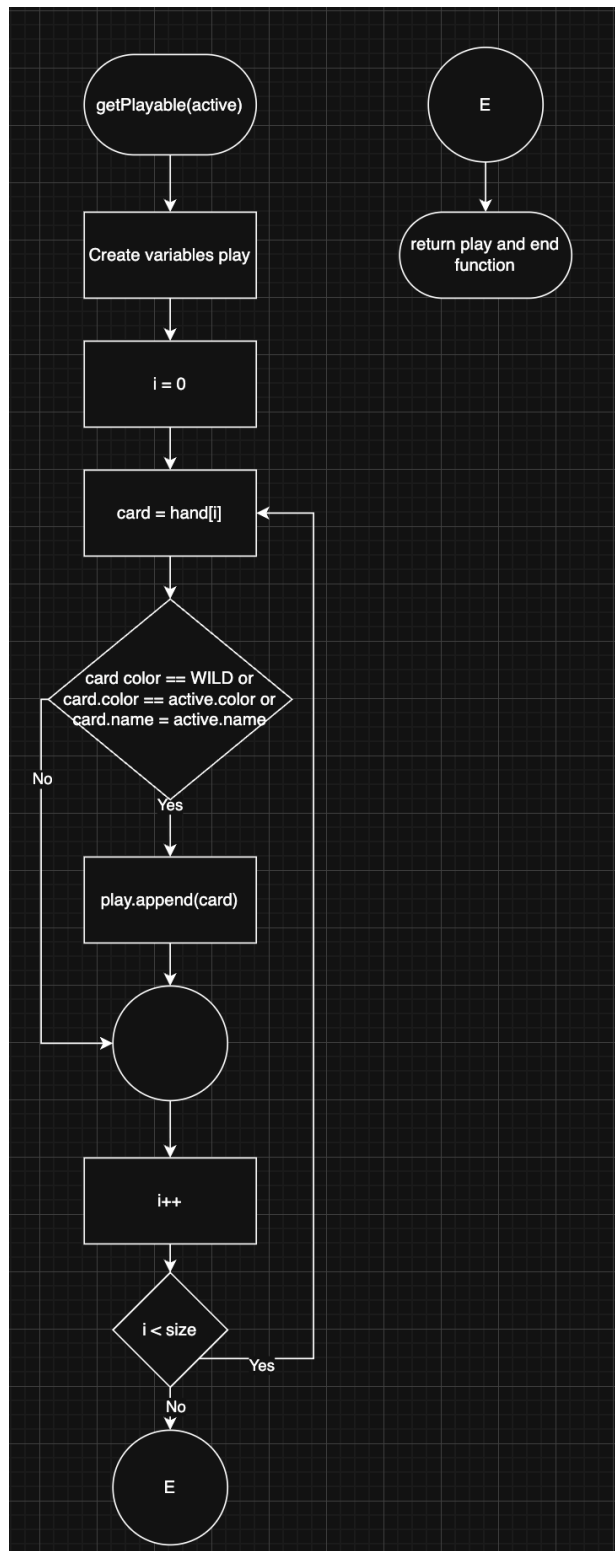 getPlayable(active)
Create variables play
i = 0
card = hand[i]
card color == WILD or
card.color == active.color or
card.name = active.name
No
Yes
play.append(card)
i++
i < size
Yes
No
E
E
return play and end
function